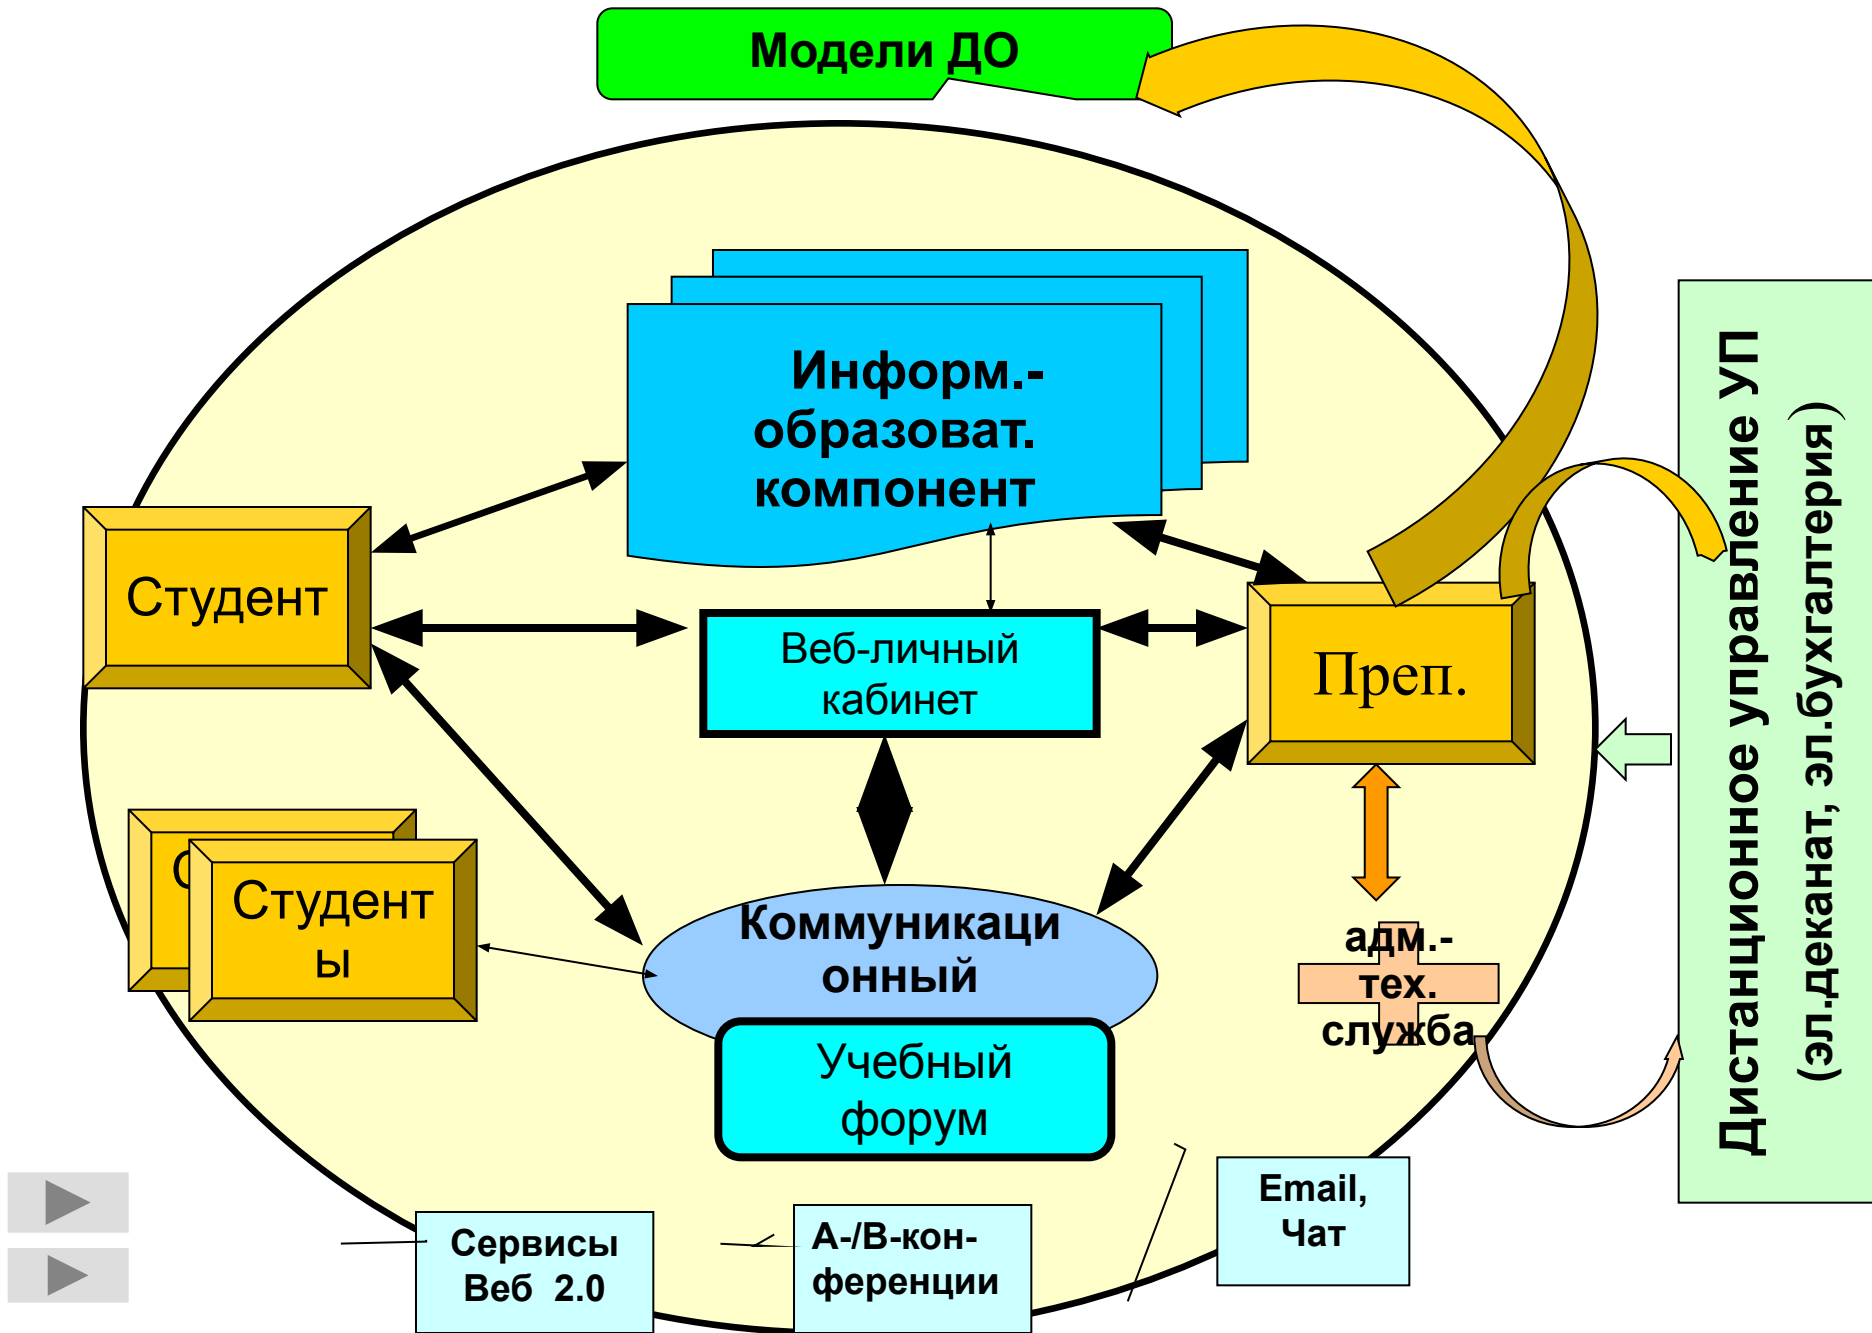 Модели ДО
Информ.-
образоват.
компонент
Студент
Веб-личный
кабинет
Преп.
Дистанционное управление УП
(эл.деканат, эл.бухгалтерия)
Студент
ы
Коммуникаци
онный
адм.-
тех.
служба
Учебный
форум
Сервисы
Веб 2.0
А-/В-кон-
ференции
Email,
Чат